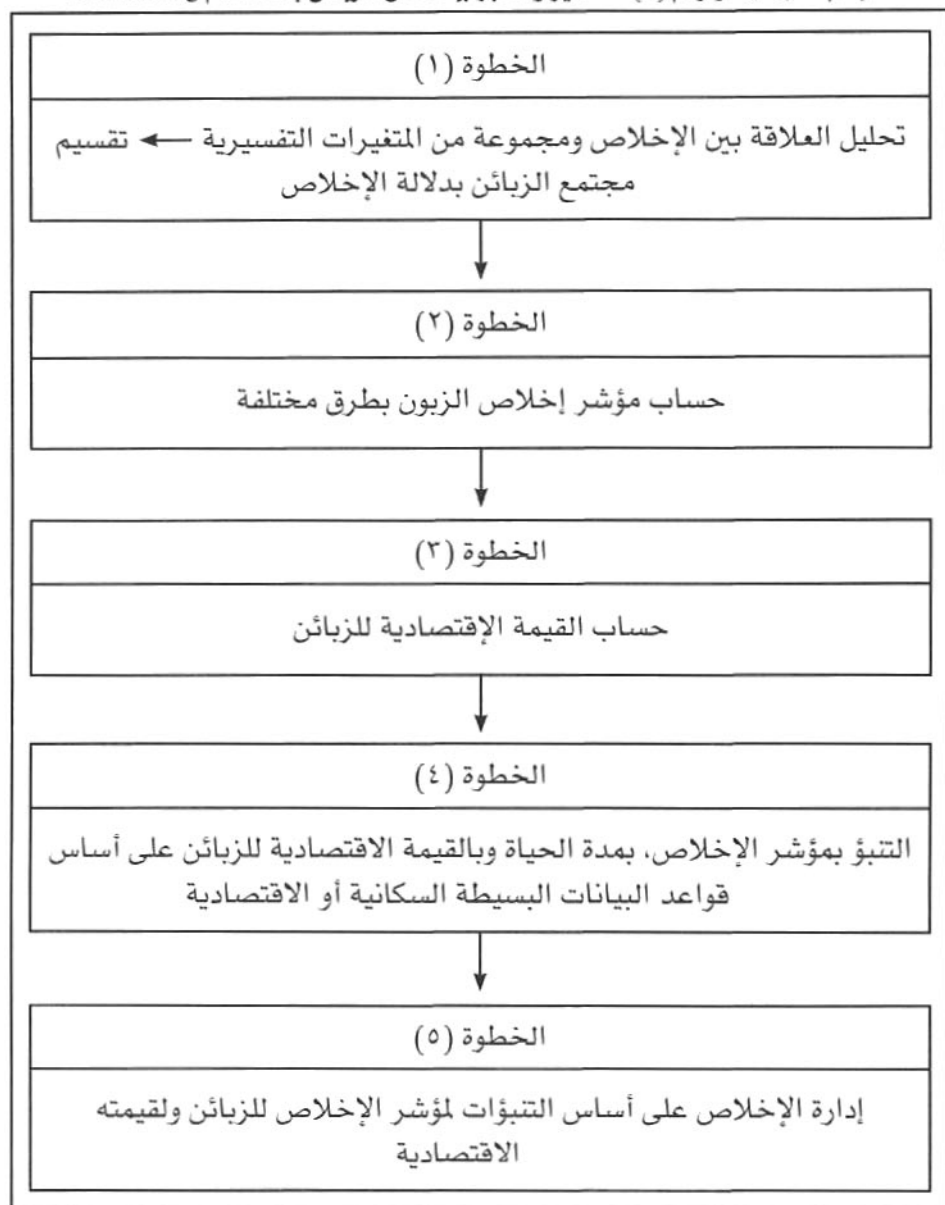 الخطوة (١)
تحليل العلاقة بين الإخلاص ومجموعة من المتغيرات التفسيرية ← تقسيم
مجتمع الزبائن بدلالة الإخلاص
الخطوة (٢)
حساب مؤشر إخلاص الزبون بطرق مختلفة
الخطوة (٣)
حساب القيمة الإقتصادية للزبائن
الخطوة (٤)
التنبؤ بمؤشر الإخلاص، بمدة الحياة وبالقيمة الاقتصادية للزبائن على أساس
قواعد البيانات البسيطة السكانية أو الاقتصادية
الخطوة (٥)
إدارة الإخلاص على أساس التنبؤات لمؤشر الإخلاص للزبائن ولقيمته
الاقتصادية